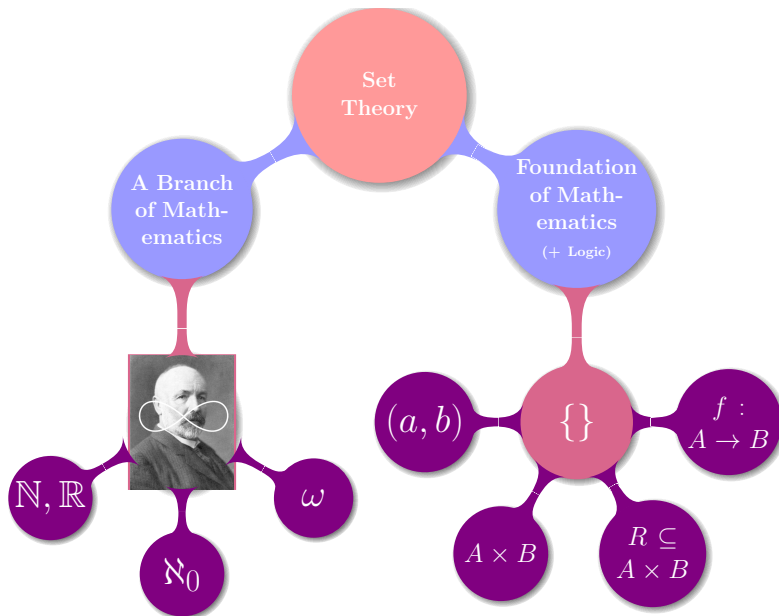 Set
Theory
A Branch
of Math-
ematics
Foundation
of Math-
ematics
(+ Logic)
∞
ℕ, ℝ
ℵ₀
ω
{}
(a, b)
A × B
R ⊆
A × B
f :
A → B